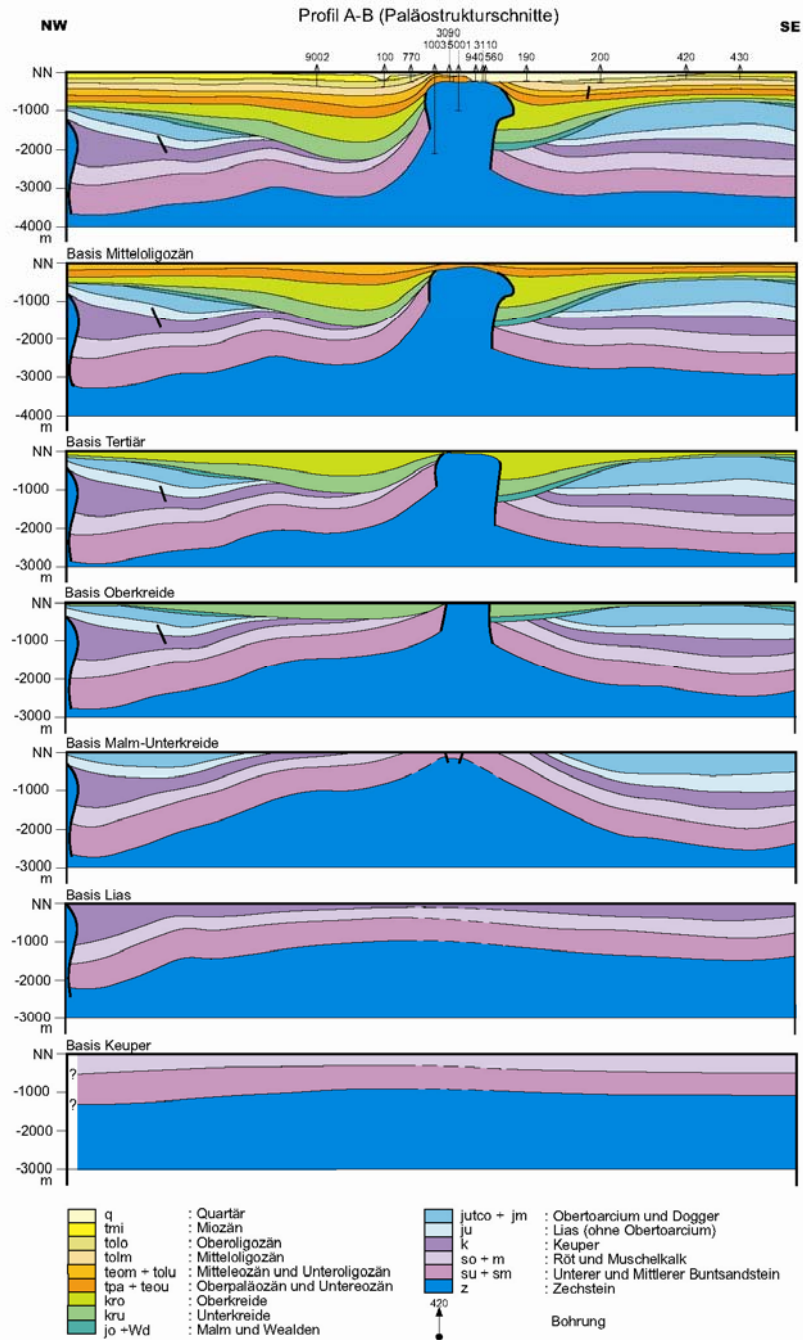 Profil A-B (Paläostrukturschnitte)
NW
SE
3090
1003 5001 3110
9002 100 770 940 560 190 200 420 430
NN
-1000
-2000
-3000
-4000
m
Basis Mitteloligozän
NN
-1000
-2000
-3000
-4000
m
Basis Tertiär
NN
-1000
-2000
-3000
m
Basis Oberkreide
NN
-1000
-2000
-3000
m
Basis Malm-Unterkreide
NN
-1000
-2000
-3000
m
Basis Lias
NN
-1000
-2000
-3000
m
Basis Keuper
NN
?
-1000
?
-2000
-3000
m
q : Quartär
tmi : Miozän
tolo : Oberoligozän
tolm : Mitteloligozän
teom + tolu : Mitteleozän und Unteroligozän
tpa + teou : Oberpaläozän und Untereozän
kro : Oberkreide
kru : Unterkreide
jo +Wd : Malm und Wealden
jutco + jm : Obertoarcium und Dogger
ju : Lias (ohne Obertoarcium)
k : Keuper
so + m : Röt und Muschelkalk
su + sm : Unterer und Mittlerer Buntsandstein
z : Zechstein
420
Bohrung